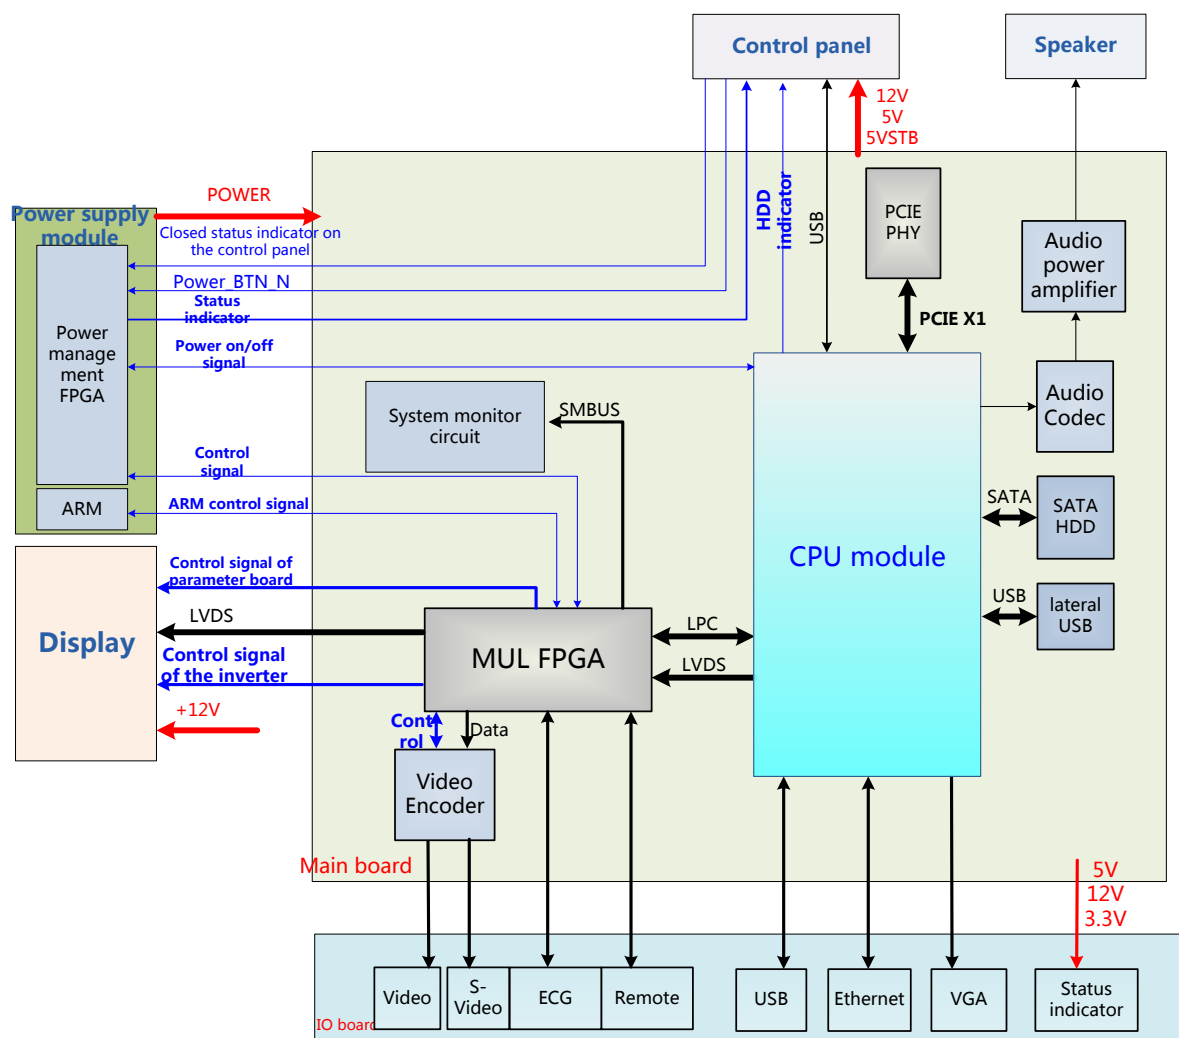 Control panel
Speaker
12V
5V
5VSTB
POWER
Power supply
module
Closed status indicator on
the control panel
Power_BTN_N
Status
indicator
Power on/off
signal
HDD
indicator
USB
PCIE
PHY
PCIE X1
Audio
power
amplifier
Audio
Codec
Power
manage
ment
FPGA
System monitor
circuit
SMBUS
Control
signal
ARM
ARM control signal
CPU module
SATA
SATA
HDD
USB
lateral
USB
Control signal of
parameter board
LVDS
Display
Control signal
of the inverter
+12V
MUL FPGA
LPC
LVDS
Cont
rol
Data
Video
Encoder
Main board
5V
12V
3.3V
Video
S-
Video
ECG
Remote
USB
Ethernet
VGA
Status
indicator
IO board